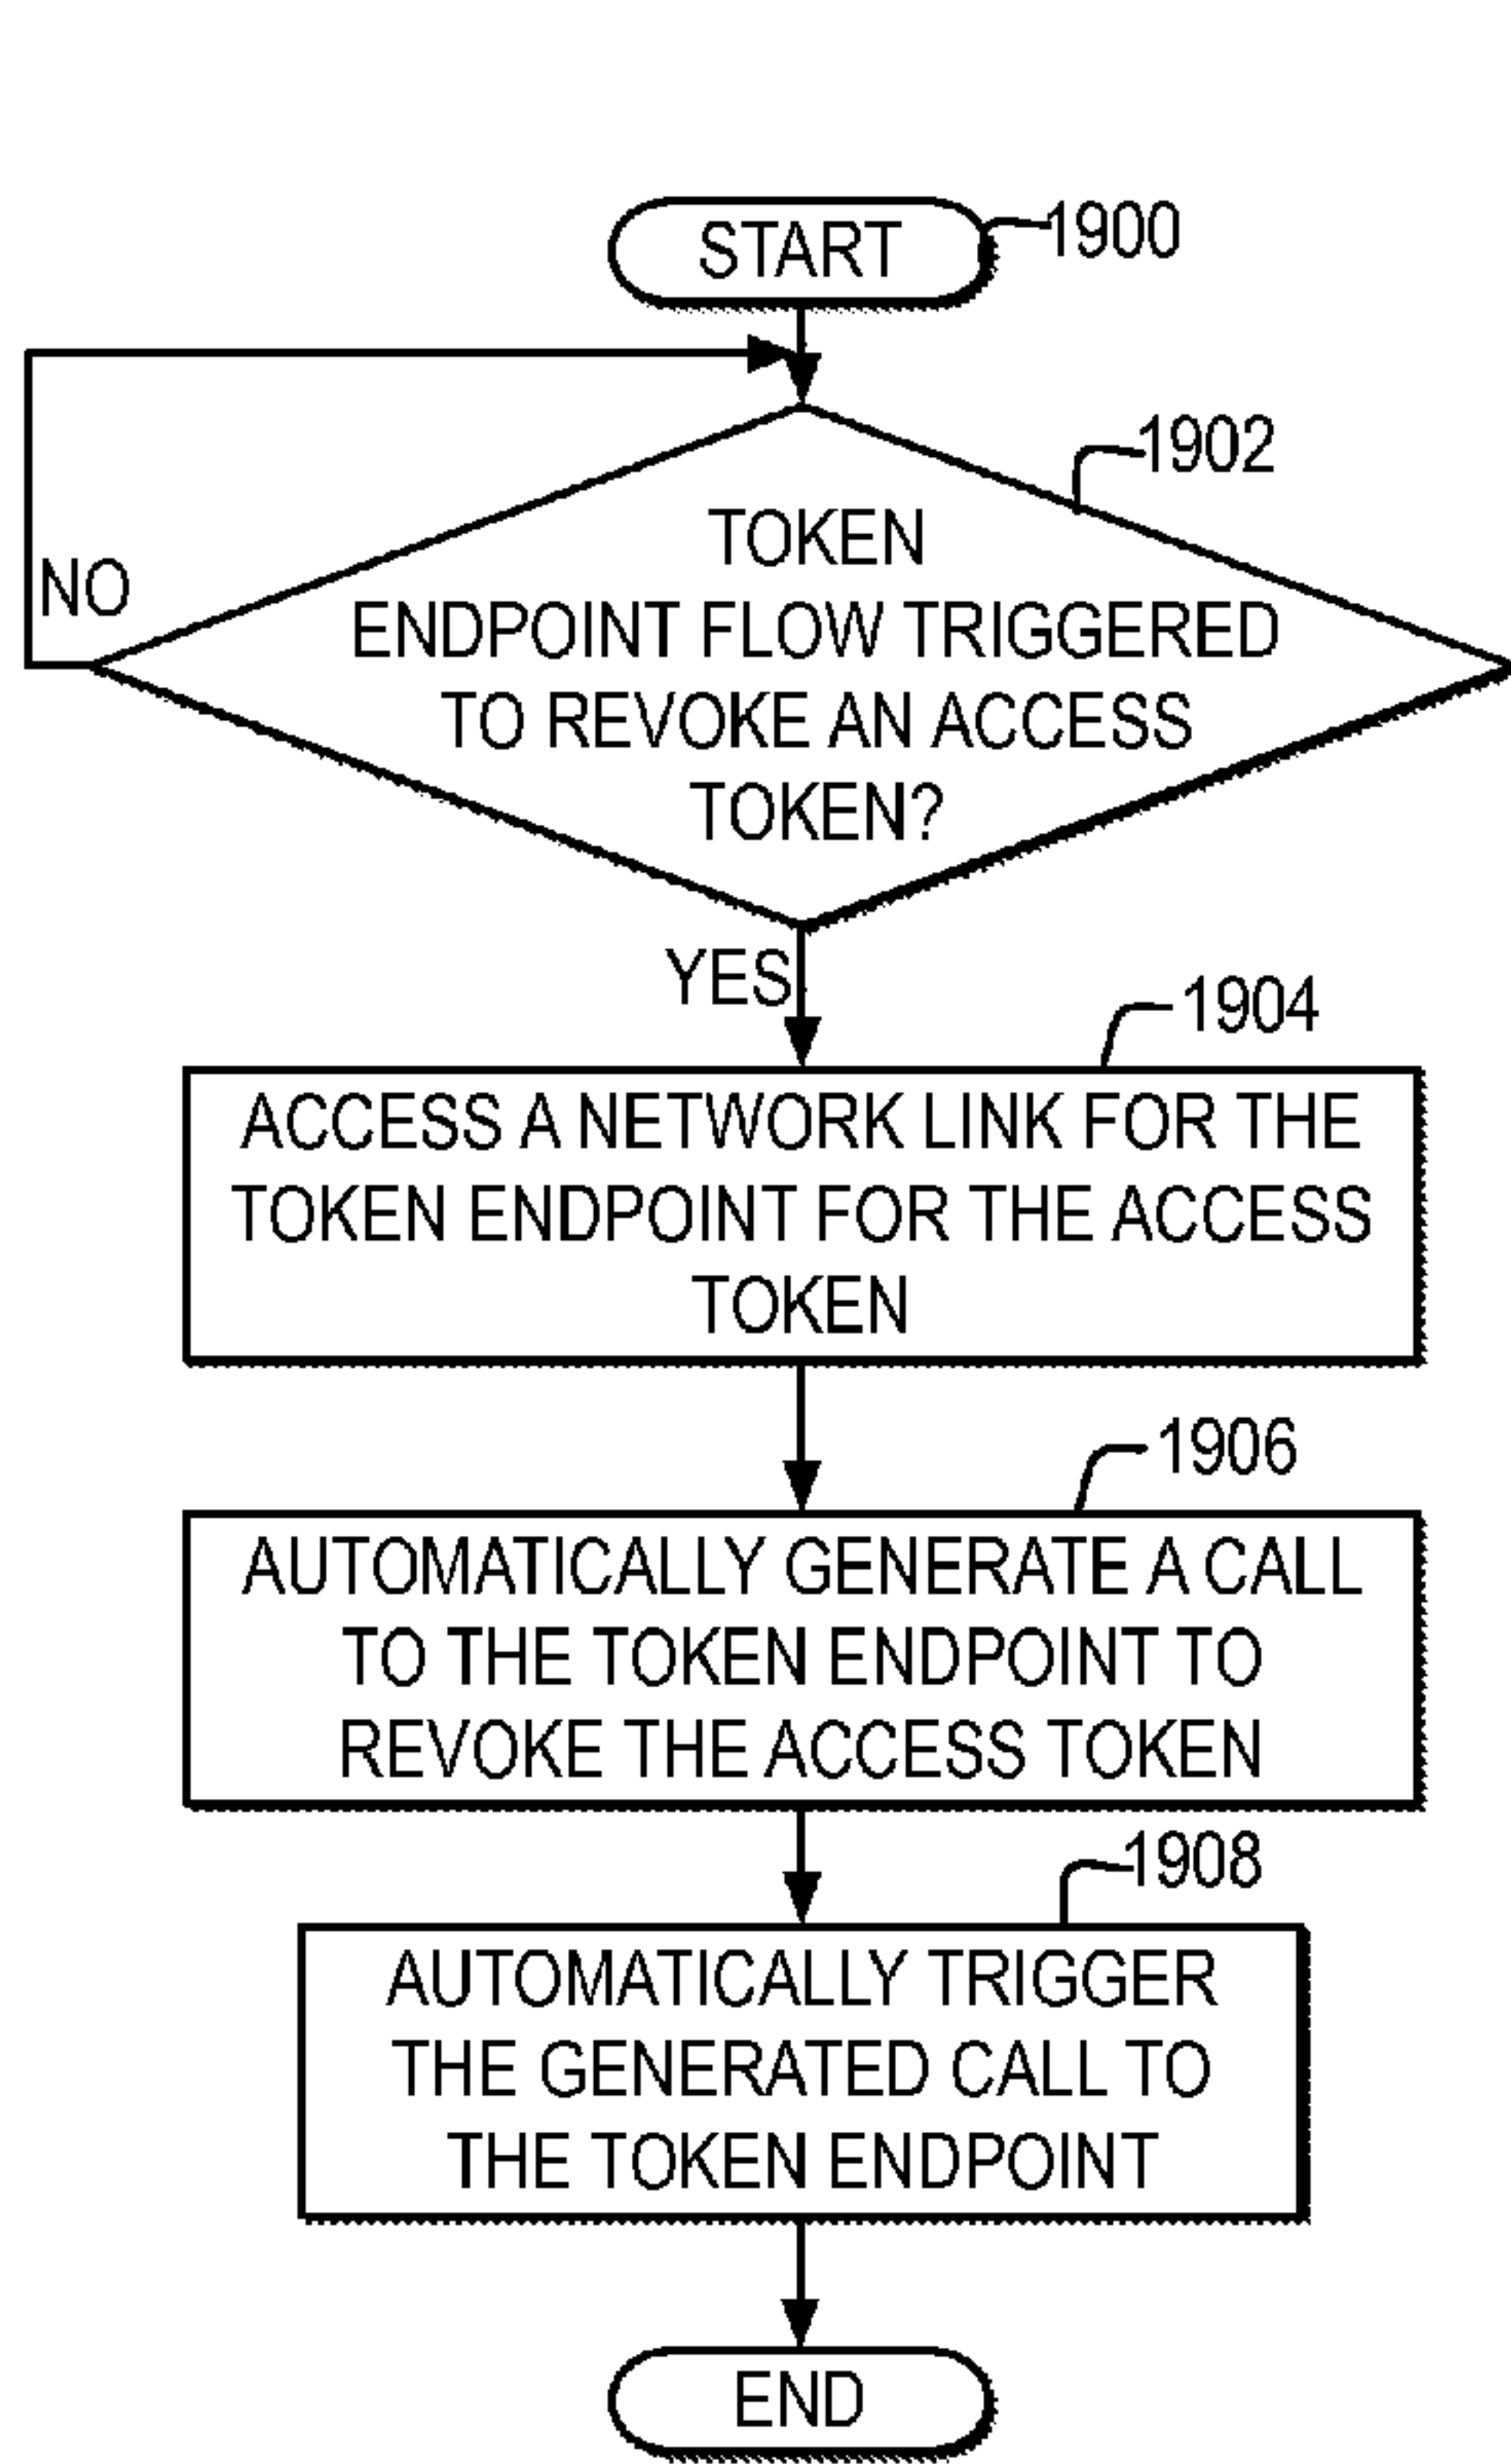 START
1900
1902
TOKEN
ENDPOINT FLOW TRIGGERED
TO REVOKE AN ACCESS
TOKEN?
NO
YES
1904
ACCESS A NETWORK LINK FOR THE
TOKEN ENDPOINT FOR THE ACCESS
TOKEN
1906
AUTOMATICALLY GENERATE A CALL
TO THE TOKEN ENDPOINT TO
REVOKE THE ACCESS TOKEN
1908
AUTOMATICALLY TRIGGER
THE GENERATED CALL TO
THE TOKEN ENDPOINT
END